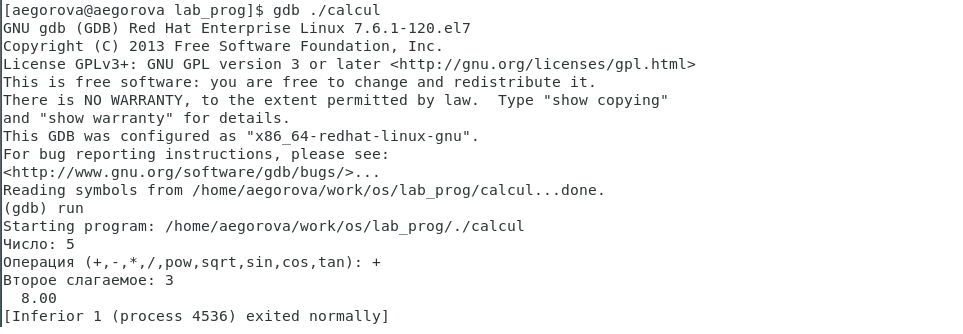 [aegorova@aegorova lab_prog]$ gdb ./calcul
GNU gdb (GDB) Red Hat Enterprise Linux 7.6.1-120.el7
Copyright (C) 2013 Free Software Foundation, Inc.
License GPLv3+: GNU GPL version 3 or later <http://gnu.org/licenses/gpl.html>
This is free software: you are free to change and redistribute it.
There is NO WARRANTY, to the extent permitted by law.  Type "show copying"
and "show warranty" for details.
This GDB was configured as "x86_64-redhat-linux-gnu".
For bug reporting instructions, please see:
<http://www.gnu.org/software/gdb/bugs/>...
Reading symbols from /home/aegorova/work/os/lab_prog/calcul...done.
(gdb) run
Starting program: /home/aegorova/work/os/lab_prog/./calcul
Число: 5
Операция (+,-,*,/,pow,sqrt,sin,cos,tan): +
Второе слагаемое: 3
  8.00
[Inferior 1 (process 4536) exited normally]